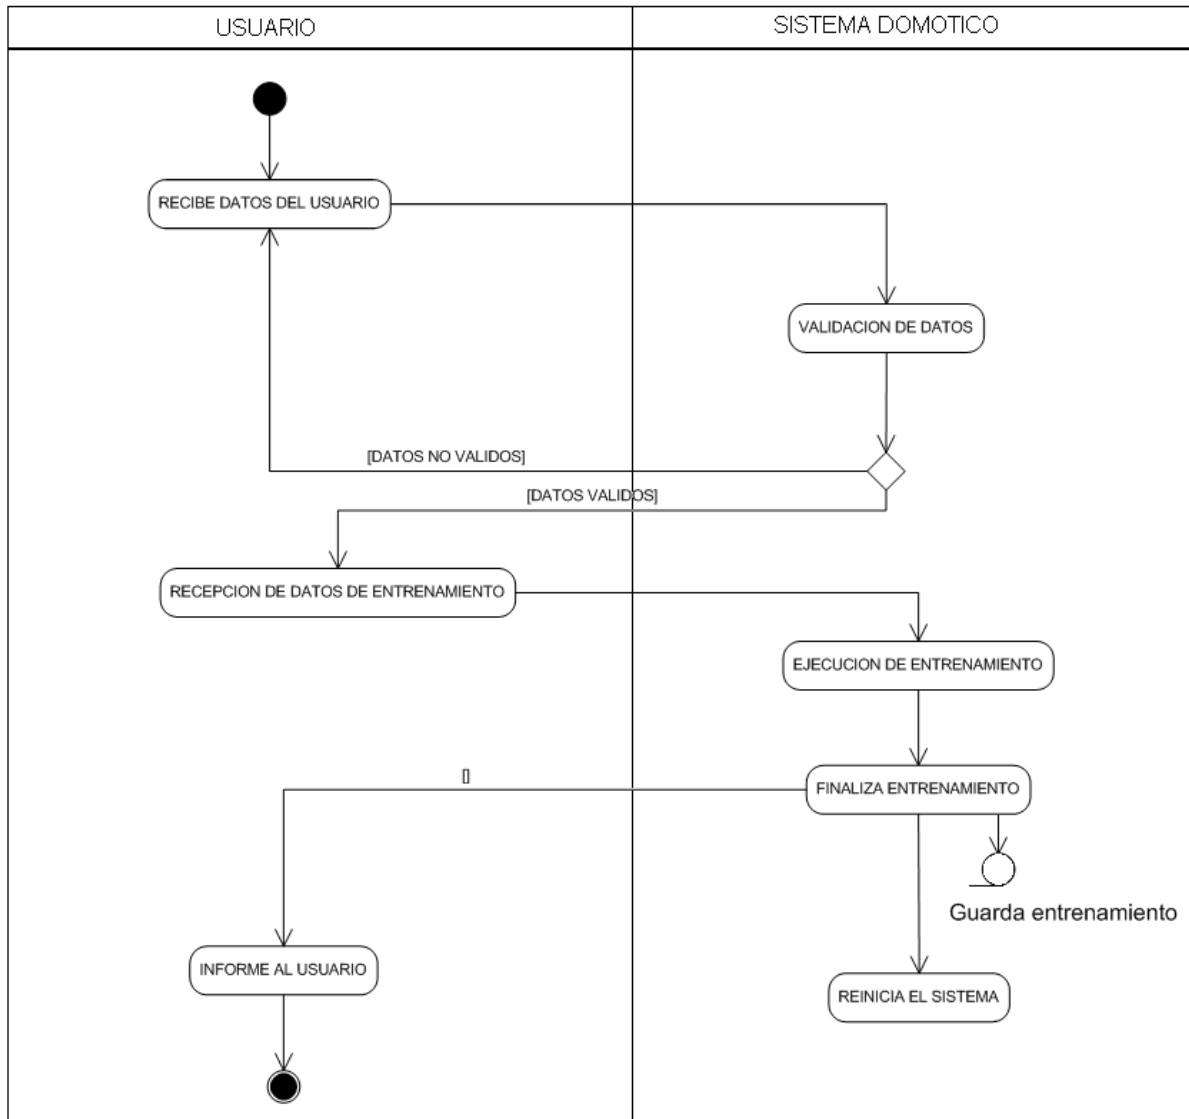 USUARIO
SISTEMA DOMOTICO
RECIBE DATOS DEL USUARIO
VALIDACION DE DATOS
[DATOS NO VALIDOS]
[DATOS VALIDOS]
RECEPCION DE DATOS DE ENTRENAMIENTO
EJECUCION DE ENTRENAMIENTO
[]
FINALIZA ENTRENAMIENTO
Guarda entrenamiento
INFORME AL USUARIO
REINICIA EL SISTEMA